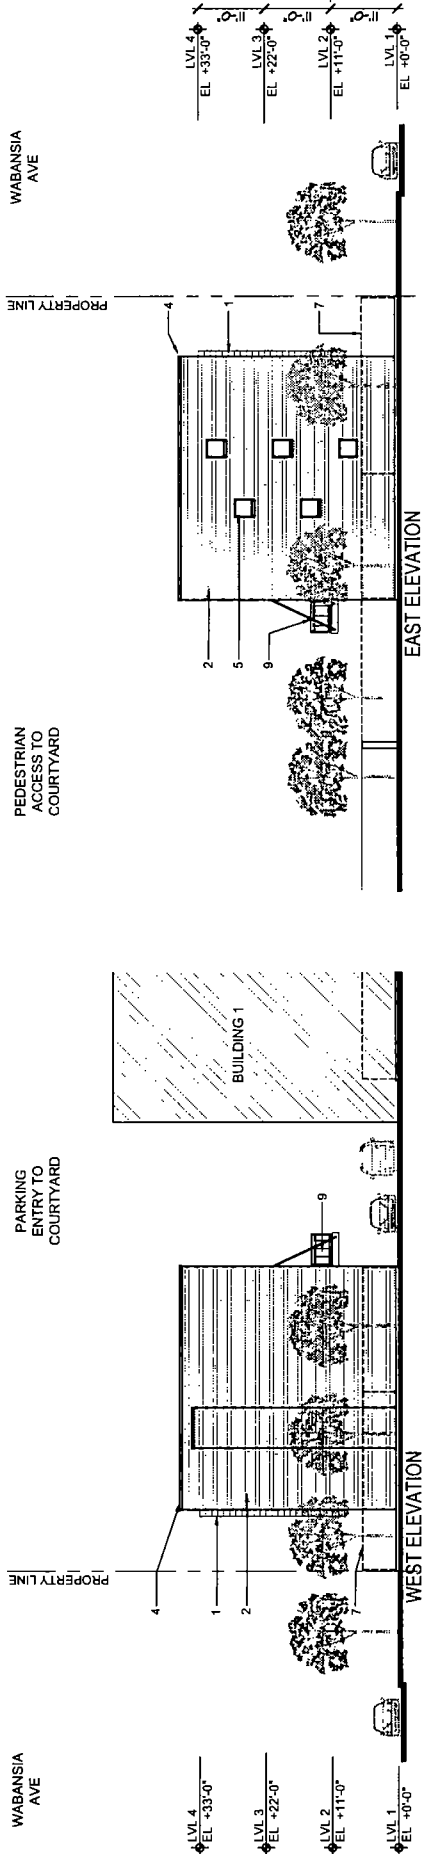 WABANSIA
AVE
PROPERTY LINE
PARKING
ENTRY TO
COURTYARD
BUILDING 1
4
1
2
7
9
LVL 4
EL +33'-0"
LVL 3
EL +22'-0"
LVL 2
EL +11'-0"
LVL 1
EL +0'-0"
WEST ELEVATION
PEDESTRIAN
ACCESS TO
COURTYARD
WABANSIA
AVE
PROPERTY LINE
2
5
9
4
1
7
LVL 4
EL +33'-0"
LVL 3
EL +22'-0"
LVL 2
EL +11'-0"
LVL 1
EL +0'-0"
11'-0"
11'-0"
11'-0"
EAST ELEVATION